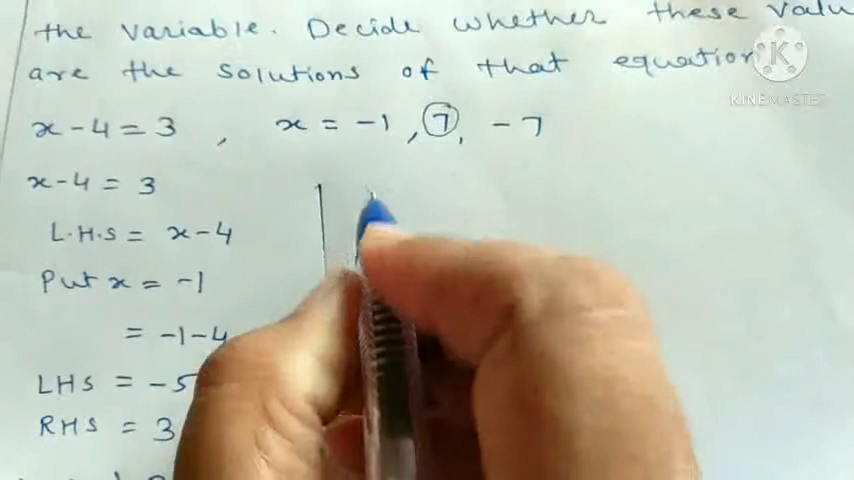 the variable. Decide whether these valu
are the solutions of that equation
KINEMASTER
x - 4 = 3 , x = -1 , 7 , -7
x - 4 = 3
L.H.S = x - 4
Put x = -1
= -1 - 4
LHS = -5
RHS = 3